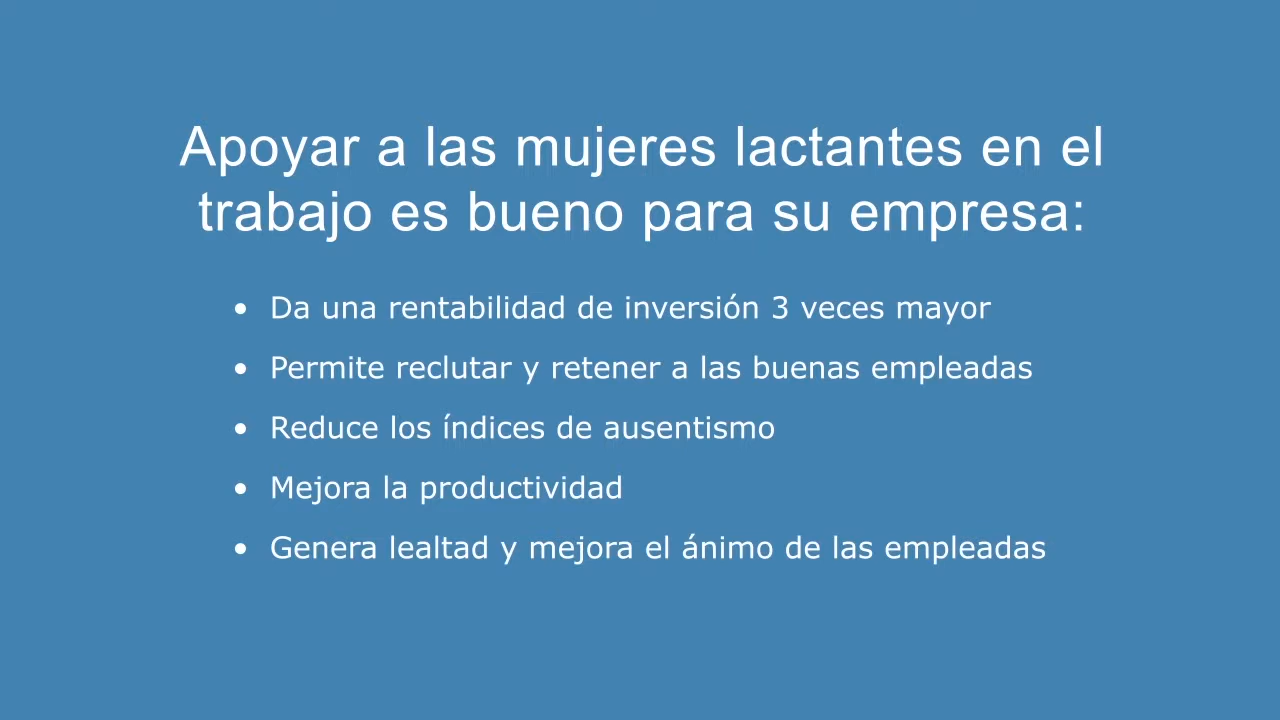 Apoyar a las mujeres lactantes en el
trabajo es bueno para su empresa:
• Da una rentabilidad de inversión 3 veces mayor
• Permite reclutar y retener a las buenas empleadas
• Reduce los índices de ausentismo
• Mejora la productividad
• Genera lealtad y mejora el ánimo de las empleadas